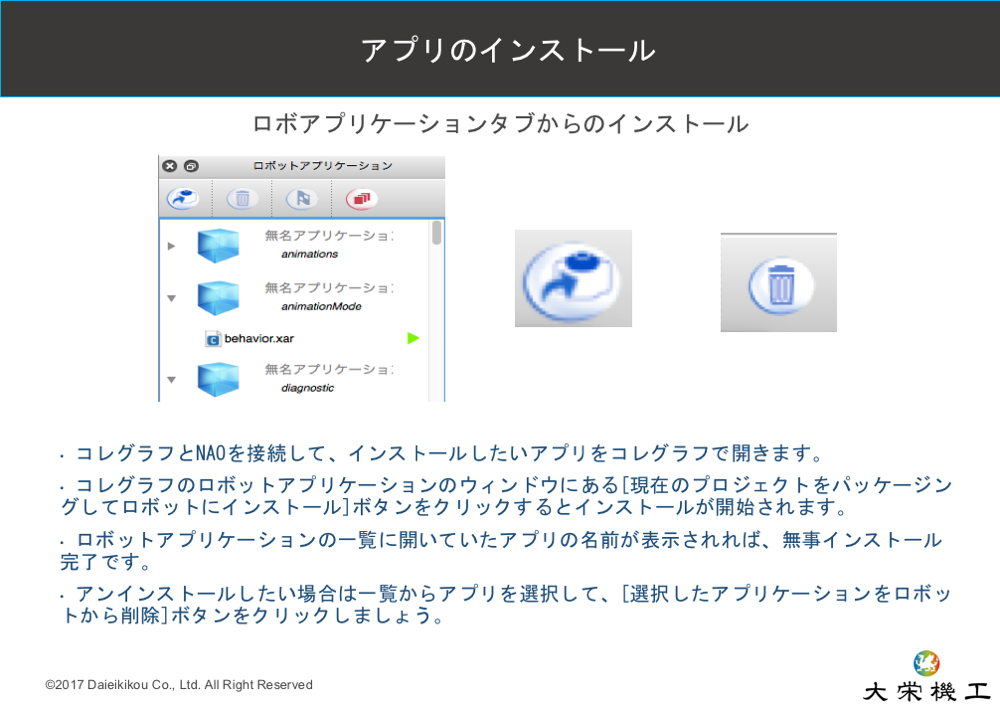 アプリのインストール
ロボアプリケーションタブからのインストール
ロボットアプリケーション
無名アプリケーショ
animations
無名アプリケーショ
animationMode
behavior.xar
無名アプリケーショ
diagnostic
・コレグラフとNAOを接続して、インストールしたいアプリをコレグラフで開きます。
・コレグラフのロボットアプリケーションのウィンドウにある[現在のプロジェクトをパッケージン
グしてロボットにインストール]ボタンをクリックするとインストールが開始されます。
・ロボットアプリケーションの一覧に開いていたアプリの名前が表示されれば、無事インストール
完了です。
・アンインストールしたい場合は一覧からアプリを選択して、[選択したアプリケーションをロボッ
トから削除]ボタンをクリックしましょう。
©2017 Daieikikou Co., Ltd. All Right Reserved
大栄機工